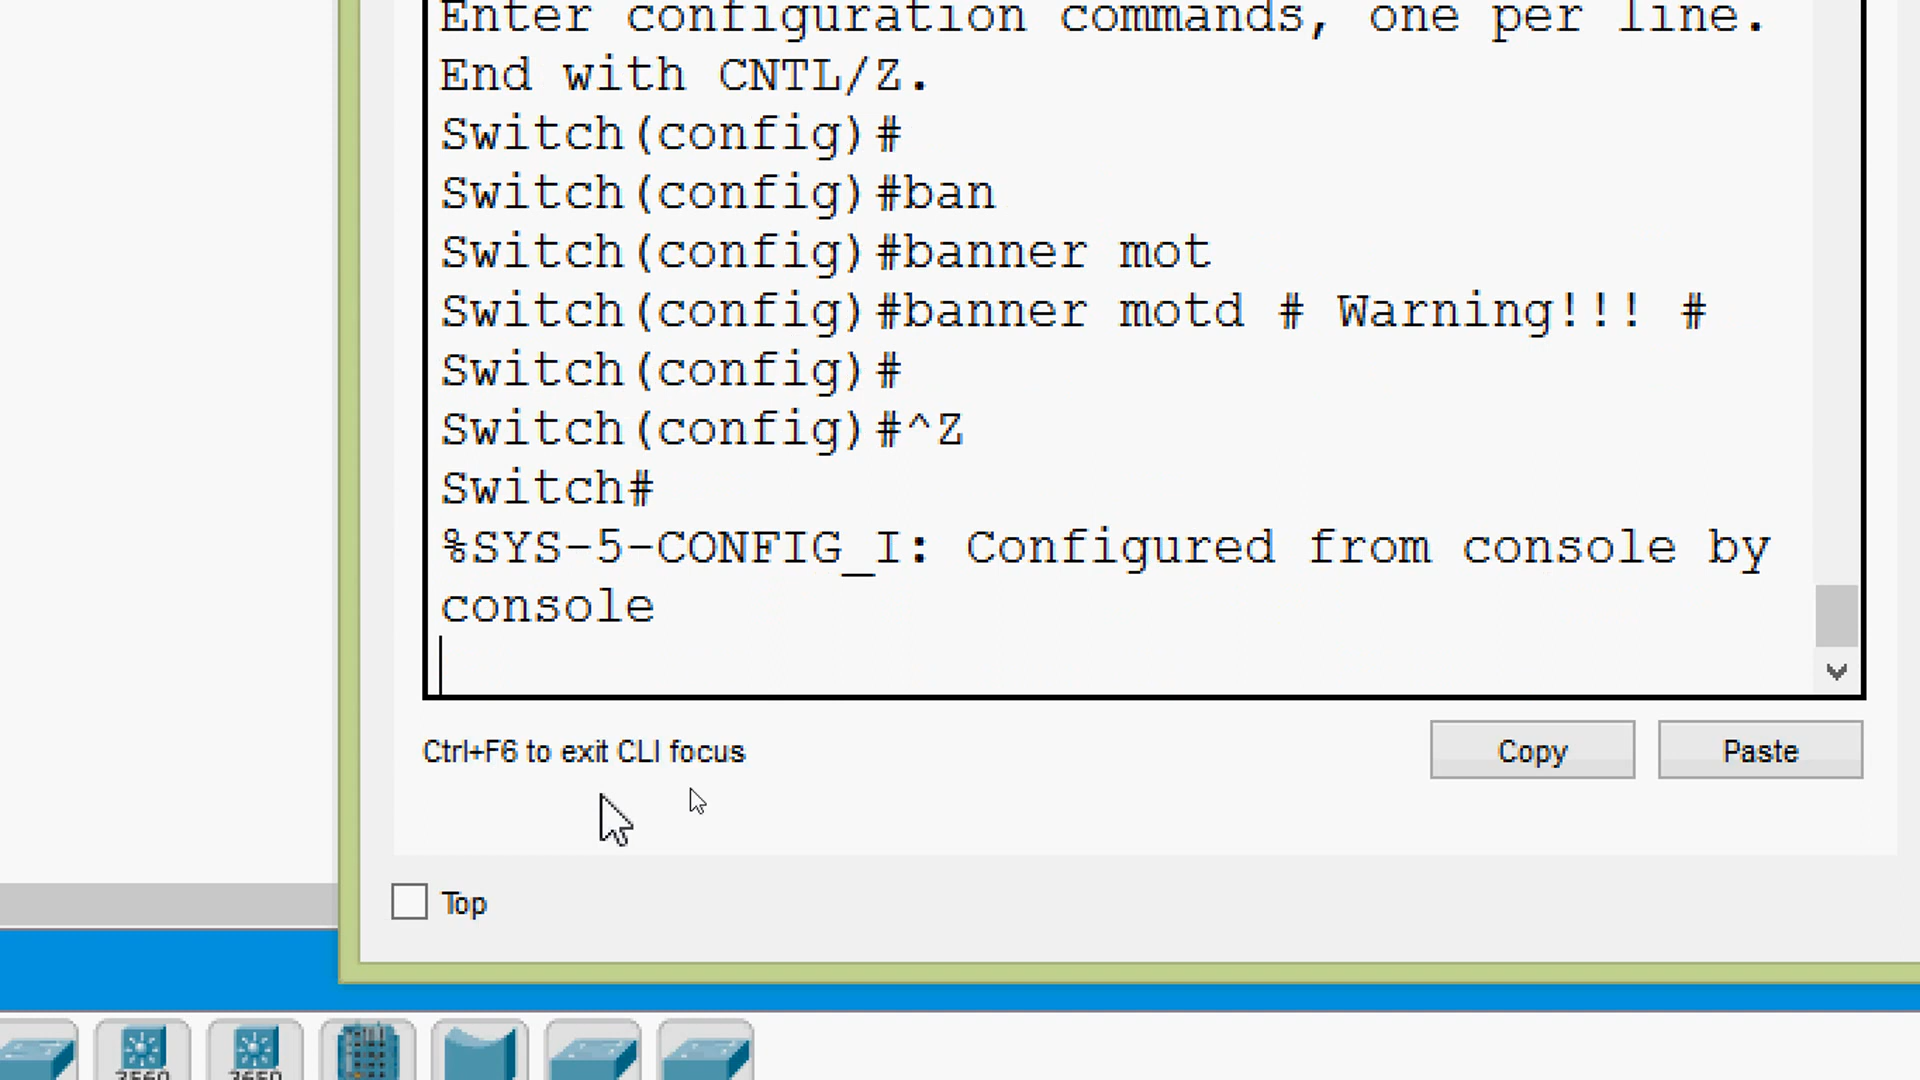 Enter configuration commands, one per line.
End with CNTL/Z.
Switch(config)#
Switch(config)#ban
Switch(config)#banner mot
Switch(config)#banner motd # Warning!!! #
Switch(config)#
Switch(config)#^Z
Switch#
%SYS-5-CONFIG_I: Configured from console by
console
Ctrl+F6 to exit CLI focus
Copy
Paste
Top
3560
3650